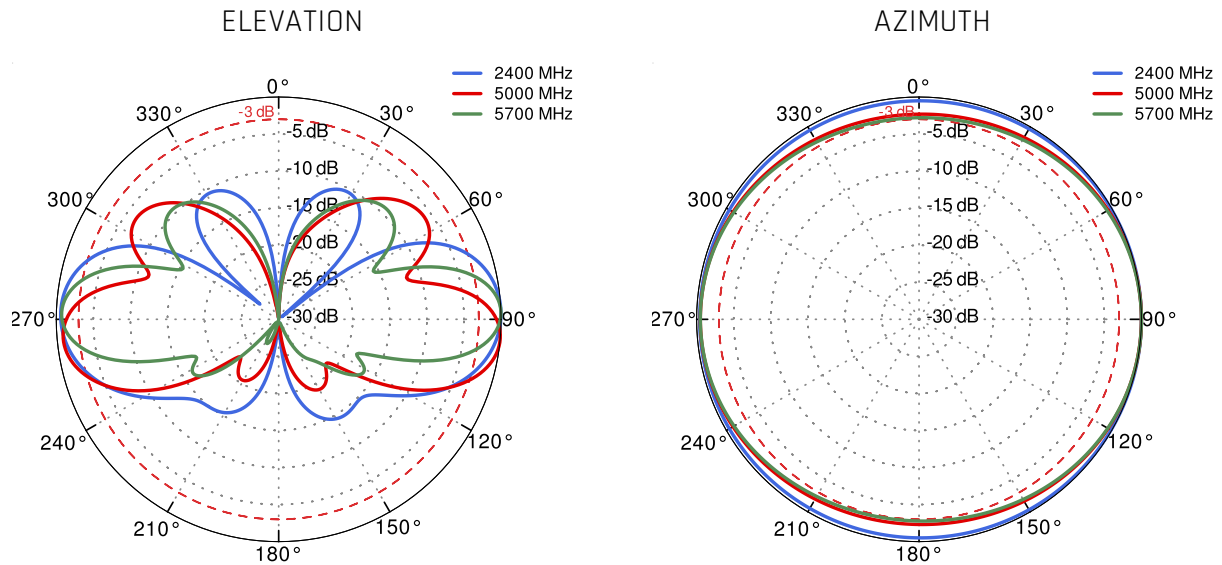 ELEVATION
2400 MHz
5000 MHz
5700 MHz
0°
-3 dB
330°
30°
-5 dB
-10 dB
300°
60°
-15 dB
-20 dB
-25 dB
270°
-30 dB
90°
240°
120°
210°
150°
180°
AZIMUTH
2400 MHz
5000 MHz
5700 MHz
0°
-3 dB
330°
30°
-5 dB
-10 dB
300°
60°
-15 dB
-20 dB
-25 dB
270°
-30 dB
90°
240°
120°
210°
150°
180°